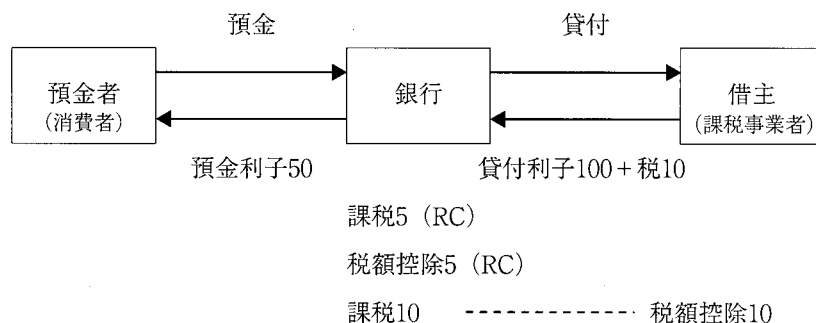 預金
貸付
預金者
(消費者)
銀行
借主
(課税事業者)
預金利子50
貸付利子100+税10
課税5 (RC)
税額控除5 (RC)
課税10 ---------------- 税額控除10